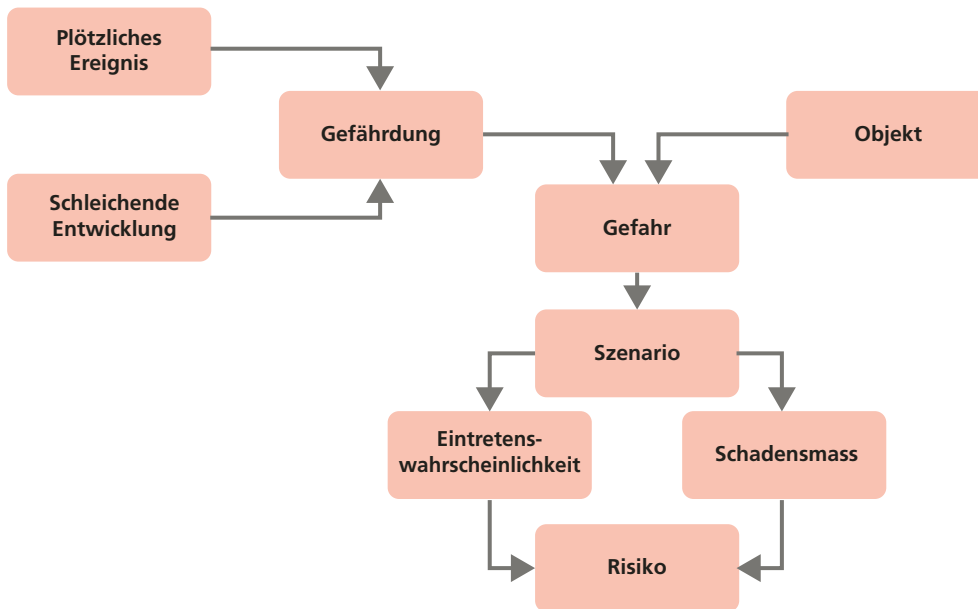 Plötzliches
Ereignis
Gefährdung
Objekt
Schleichende
Entwicklung
Gefahr
Szenario
Eintretens-
wahrscheinlichkeit
Schadensmass
Risiko